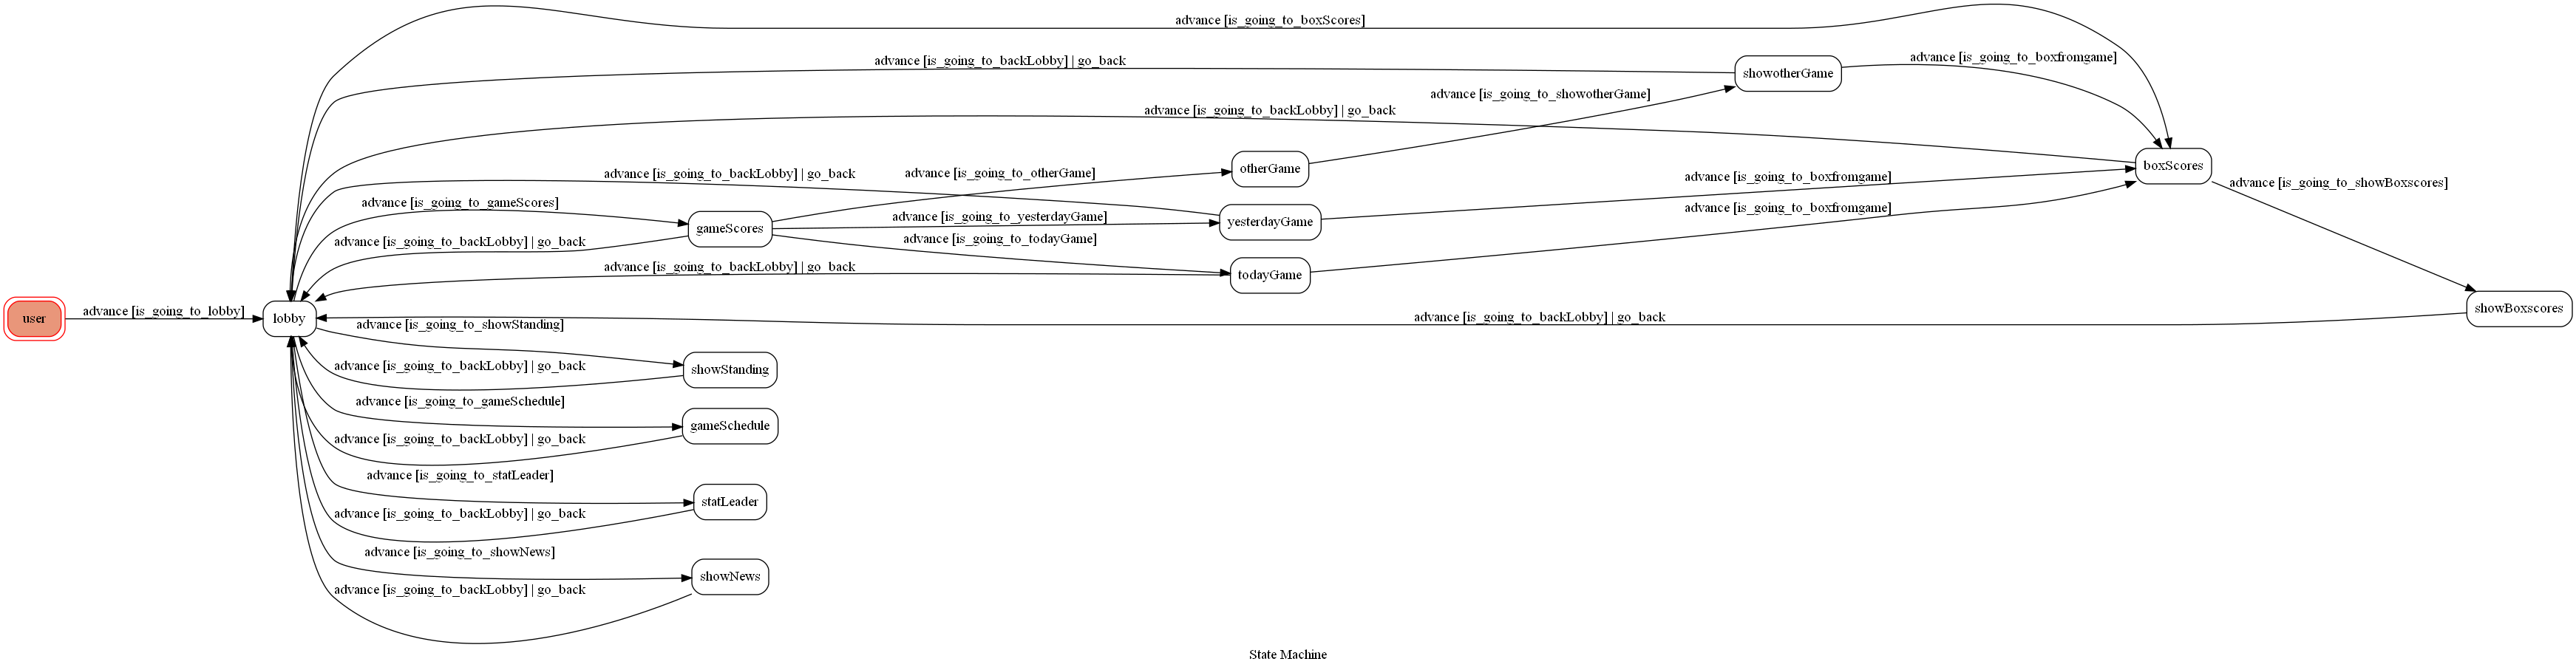 advance [is_going_to_boxScores]
advance [is_going_to_boxfromgame]
advance [is_going_to_backLobby] | go_back
showotherGame
advance [is_going_to_showotherGame]
advance [is_going_to_backLobby] | go_back
boxScores
otherGame
advance [is_going_to_otherGame]
advance [is_going_to_backLobby] | go_back
advance [is_going_to_boxfromgame]
advance [is_going_to_showBoxscores]
advance [is_going_to_gameScores]
advance [is_going_to_boxfromgame]
advance [is_going_to_yesterdayGame]
yesterdayGame
gameScores
advance [is_going_to_todayGame]
advance [is_going_to_backLobby] | go_back
advance [is_going_to_backLobby] | go_back
todayGame
showBoxscores
advance [is_going_to_lobby]
user
lobby
advance [is_going_to_backLobby] | go_back
advance [is_going_to_showStanding]
advance [is_going_to_backLobby] | go_back
showStanding
advance [is_going_to_gameSchedule]
gameSchedule
advance [is_going_to_backLobby] | go_back
advance [is_going_to_statLeader]
statLeader
advance [is_going_to_backLobby] | go_back
advance [is_going_to_showNews]
showNews
advance [is_going_to_backLobby] | go_back
State Machine